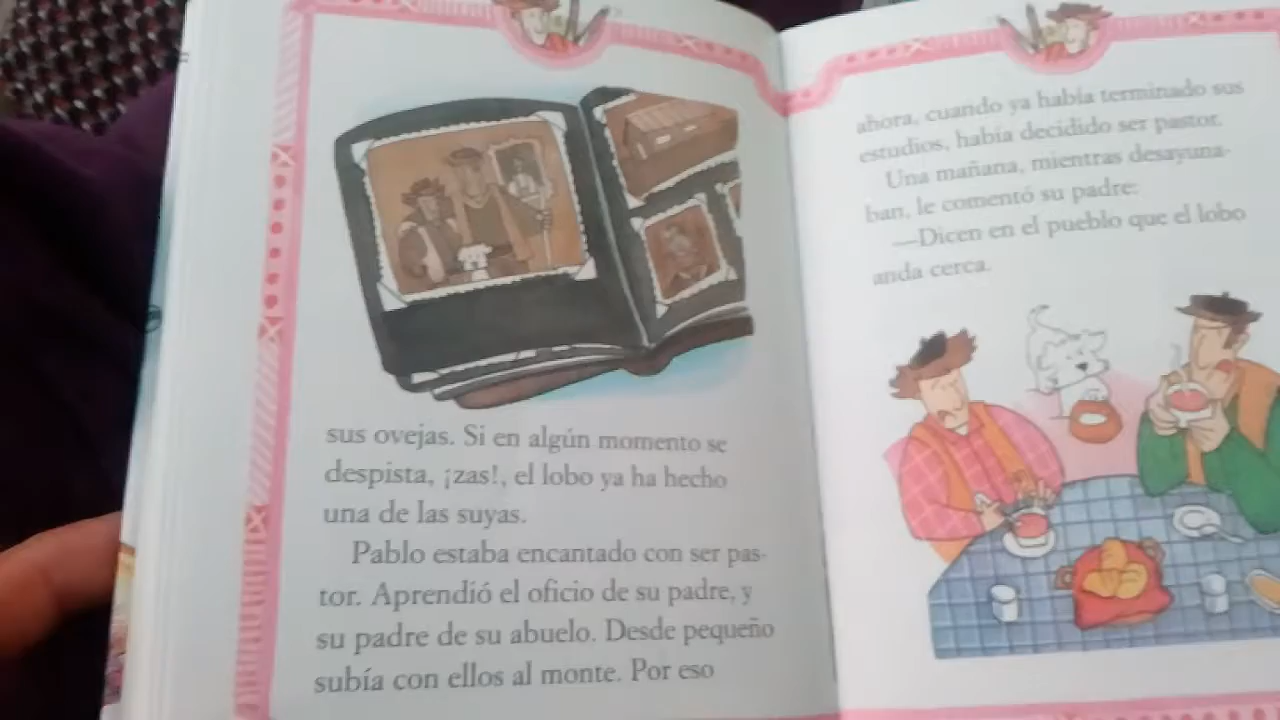 sus ovejas. Si en algún momento se
despista, ¡zas!, el lobo ya ha hecho
una de las suyas.
Pablo estaba encantado con ser pas-
tor. Aprendió el oficio de su padre, y
su padre de su abuelo. Desde pequeño
subía con ellos al monte. Por eso
ahora, cuando ya había terminado sus
estudios, había decidido ser pastor.
Una mañana, mientras desayuna-
ban, le comentó su padre:
—Dicen en el pueblo que el lobo
anda cerca.